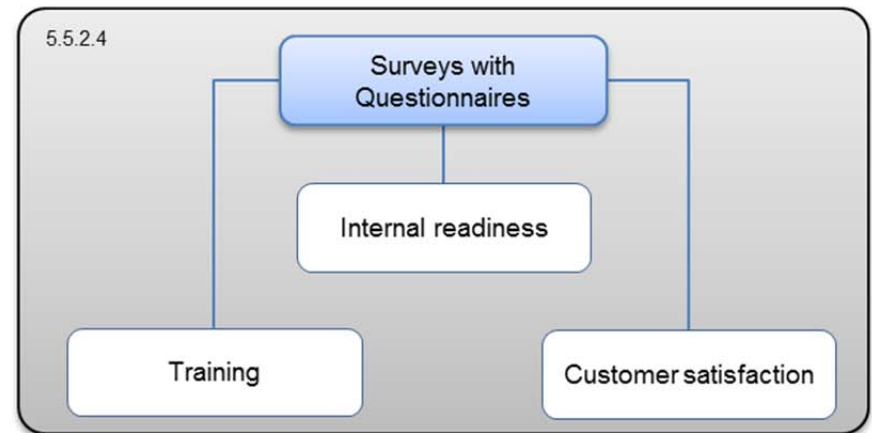 5.5.2.4
Surveys with
Questionnaires
Internal readiness
Training
Customer satisfaction